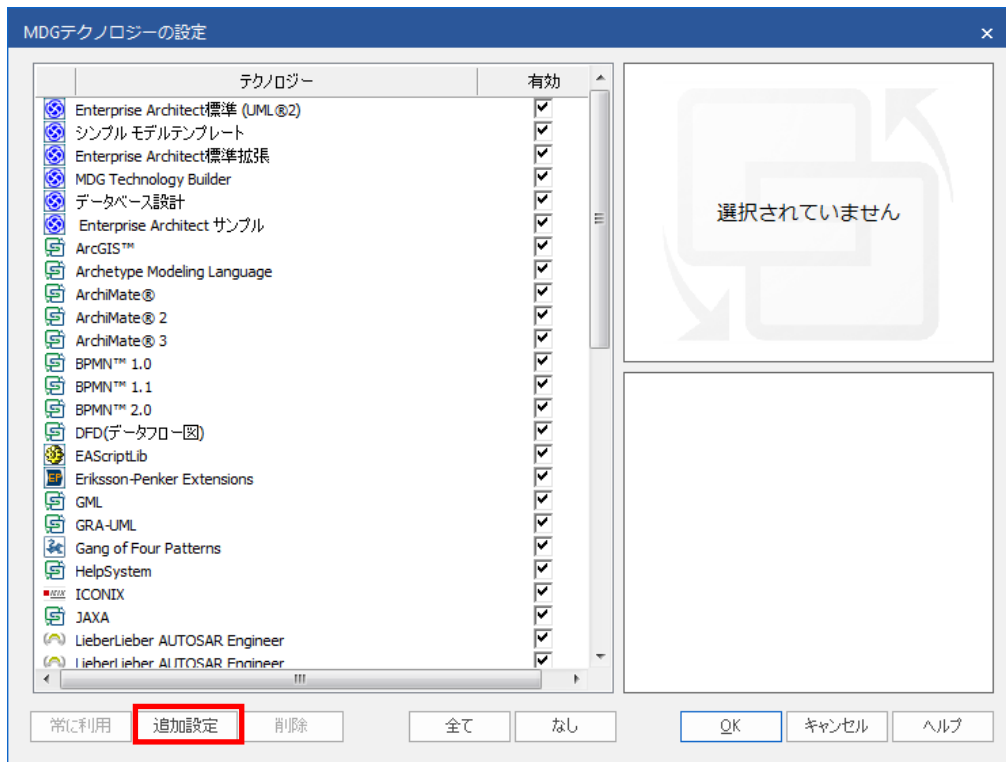 MDGテクノロジーの設定
テクノロジー 有効
Enterprise Architect標準 (UML®2)
シンプル モデルテンプレート
Enterprise Architect標準拡張
MDG Technology Builder
データベース設計
Enterprise Architect サンプル
ArcGIS™
Archetype Modeling Language
ArchiMate®
ArchiMate® 2
ArchiMate® 3
BPMN™ 1.0
BPMN™ 1.1
BPMN™ 2.0
DFD(データフロー図)
EAScriptLib
Eriksson-Penker Extensions
GML
GRA-UML
Gang of Four Patterns
HelpSystem
ICONIX
JAXA
LieberLieber AUTOSAR Engineer
LieberLieber AUTOSAR Engineer
選択されていません
常に利用 追加設定 削除 全て なし OK キャンセル ヘルプ